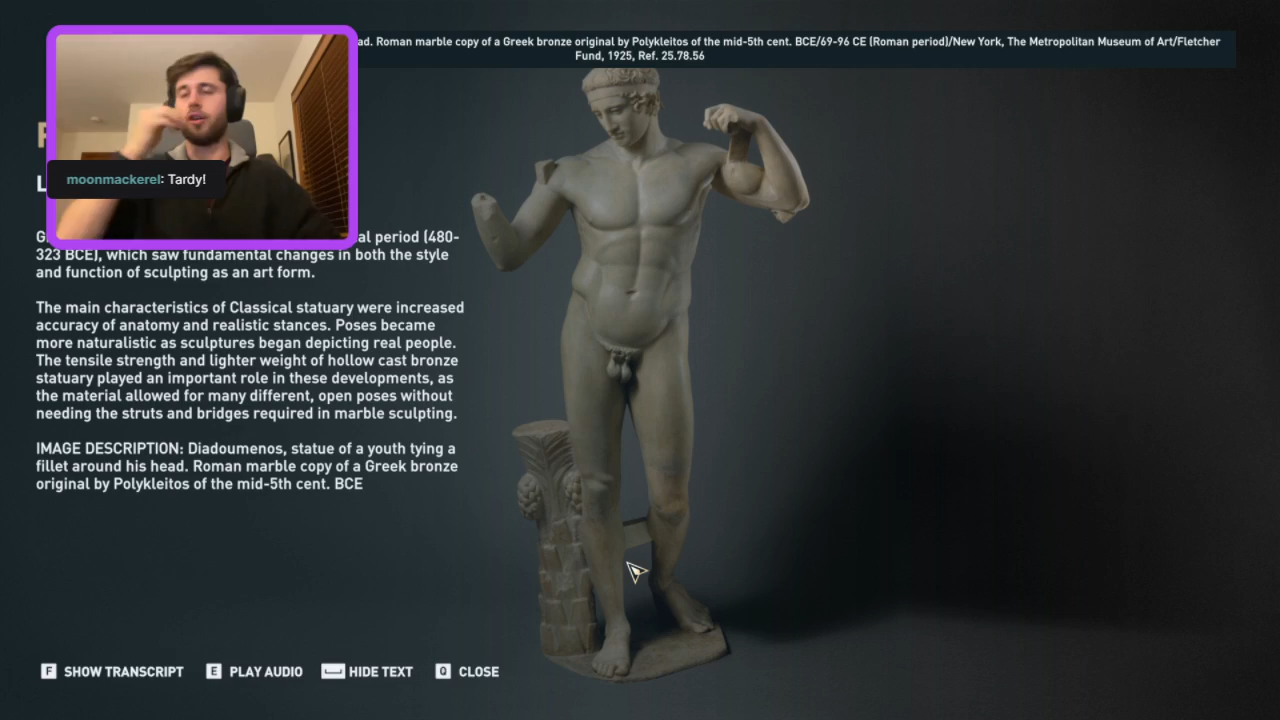 ad. Roman marble copy of a Greek bronze original by Polykleitos of the mid-5th cent. BCE/69-96 CE (Roman period)/New York, The Metropolitan Museum of Art/Fletcher
Fund, 1925, Ref. 25.78.56
moonmackerel: Tardy!
al period (480-
323 BCE), which saw fundamental changes in both the style
and function of sculpting as an art form.
The main characteristics of Classical statuary were increased
accuracy of anatomy and realistic stances. Poses became
more naturalistic as sculptures began depicting real people.
The tensile strength and lighter weight of hollow cast bronze
statuary played an important role in these developments, as
the material allowed for many different, open poses without
needing the struts and bridges required in marble sculpting.
IMAGE DESCRIPTION: Diadoumenos, statue of a youth tying a
fillet around his head. Roman marble copy of a Greek bronze
original by Polykleitos of the mid-5th cent. BCE
F SHOW TRANSCRIPT E PLAY AUDIO HIDE TEXT Q CLOSE